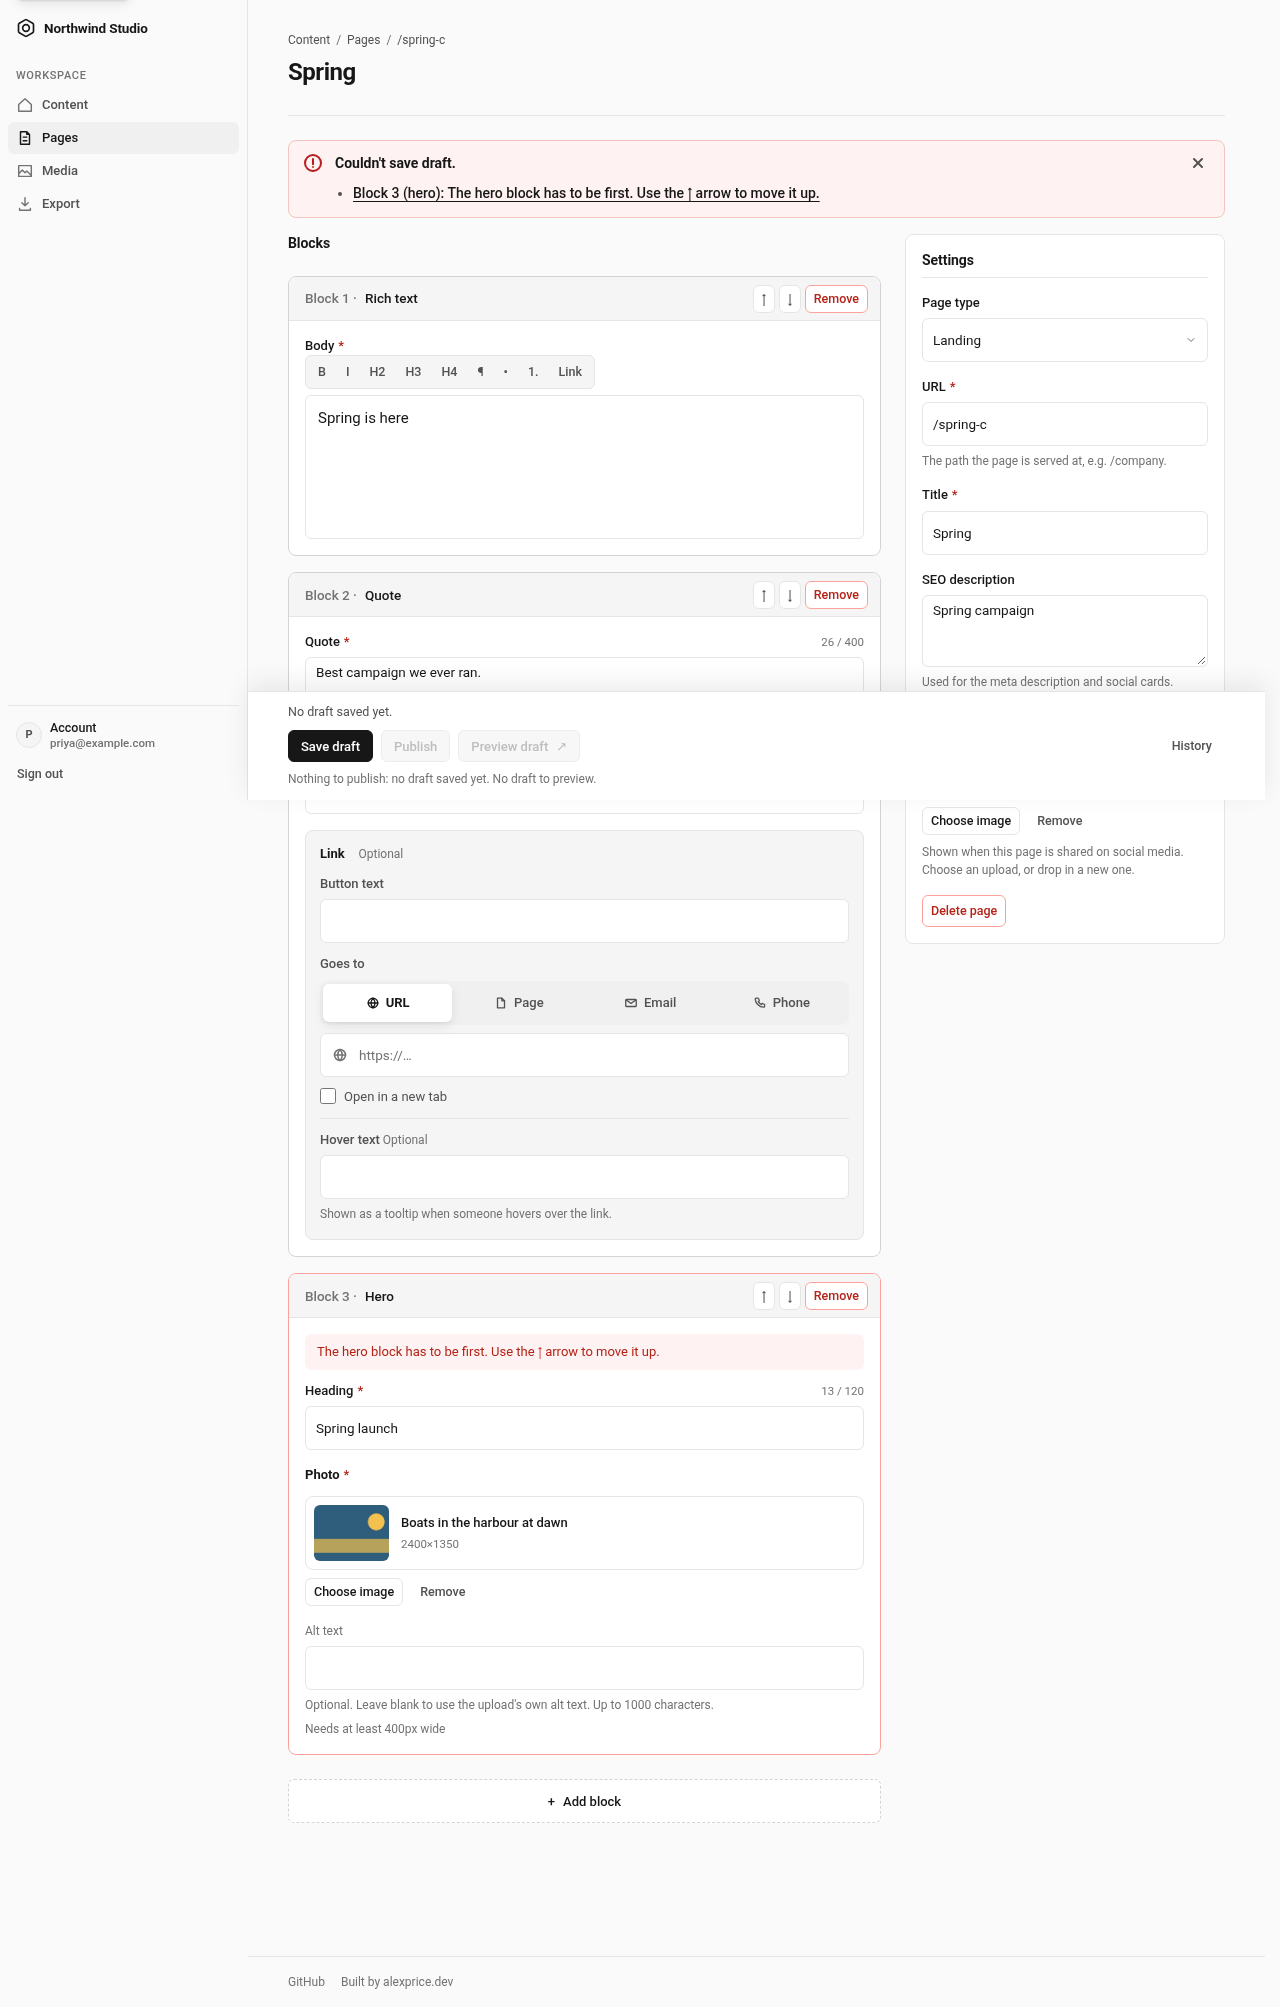 Northwind Studio
WORKSPACE
Content
Pages
Media
Export
Account
P
priya@example.com
Sign out
Content / Pages / /spring-c
Spring
Couldn't save draft.
• Block 3 (hero): The hero block has to be first. Use the ↑ arrow to move it up.
Blocks
Block 1 · Rich text
↑ ↓ Remove
Body *
B I H2 H3 H4 ¶ • 1. Link
Spring is here
Block 2 · Quote
↑ ↓ Remove
Quote * 26 / 400
Best campaign we ever ran.
No draft saved yet.
Save draft Publish Preview draft ↗ History
Nothing to publish: no draft saved yet. No draft to preview.
Link Optional
Button text
Goes to
URL Page Email Phone
https://...
Open in a new tab
Hover text Optional
Shown as a tooltip when someone hovers over the link.
Block 3 · Hero
↑ ↓ Remove
The hero block has to be first. Use the ↑ arrow to move it up.
Heading * 13 / 120
Spring launch
Photo *
Boats in the harbour at dawn
2400×1350
Choose image Remove
Alt text
Optional. Leave blank to use the upload's own alt text. Up to 1000 characters.
Needs at least 400px wide
+ Add block
Settings
Page type
Landing
URL *
/spring-c
The path the page is served at, e.g. /company.
Title *
Spring
SEO description
Spring campaign
Used for the meta description and social cards.
Choose image Remove
Shown when this page is shared on social media.
Choose an upload, or drop in a new one.
Delete page
GitHub Built by alexprice.dev